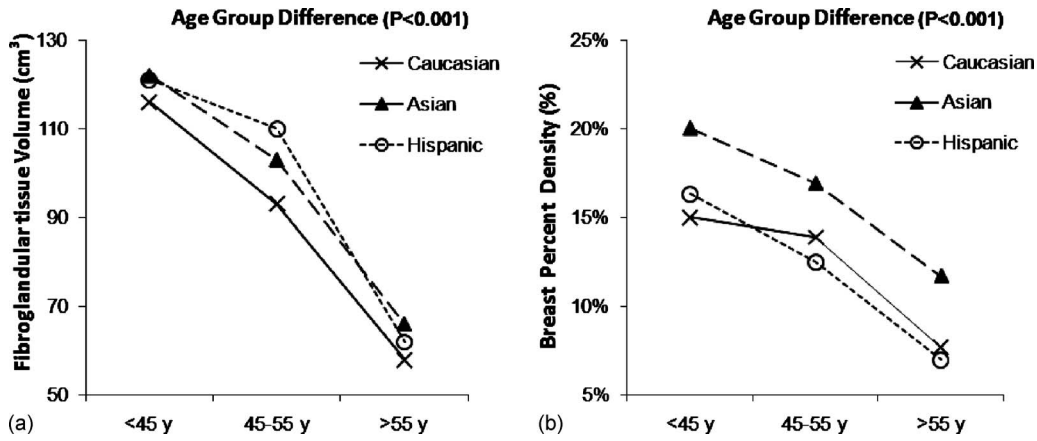 Age Group Difference (P<0.001)
Fibroglandular tissue Volume (cm³)
130
110
90
70
50
Caucasian
Asian
Hispanic
(a)
<45 y
45-55 y
>55 y
Age Group Difference (P<0.001)
Breast Percent Density (%)
25%
20%
15%
10%
5%
Caucasian
Asian
Hispanic
(b)
<45 y
45-55 y
>55 y